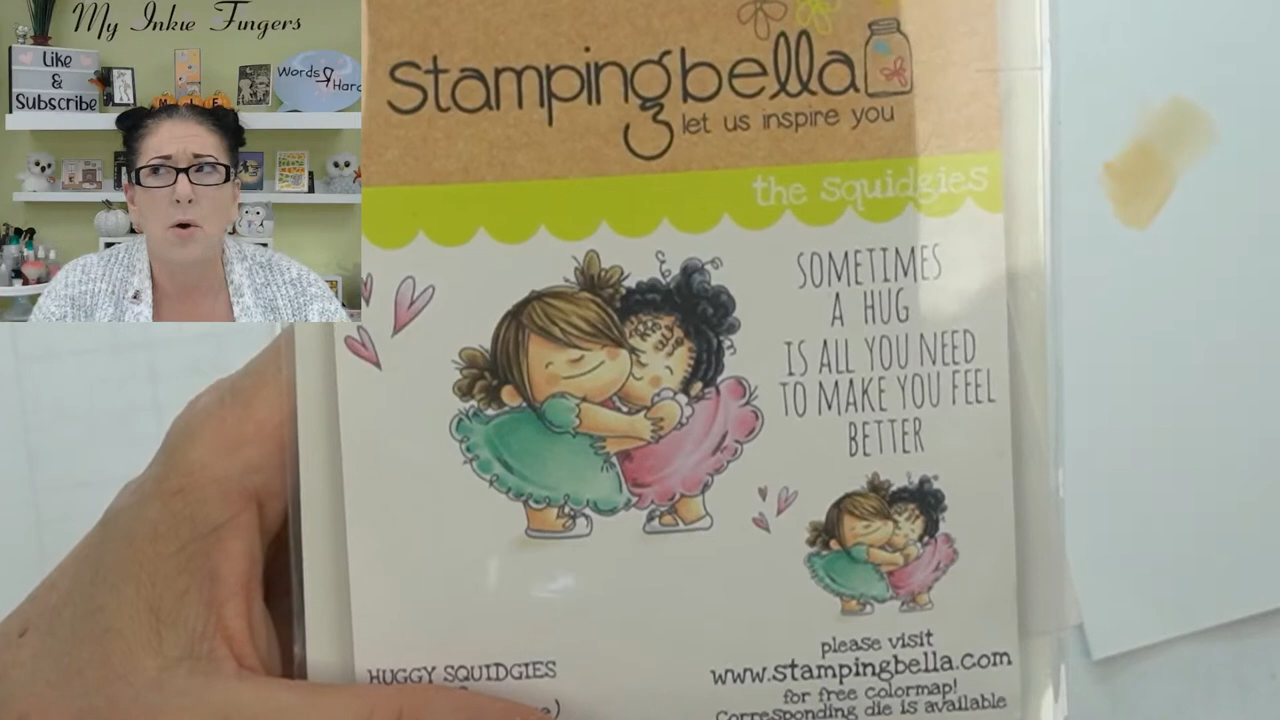 My Inkie Fingers
Like
&
Subscribe
Words
Hard
stampingbella
let us inspire you
the squidgies
SOMETIMES
A HUG
IS ALL YOU NEED
TO MAKE YOU FEEL
BETTER
please visit
www.stampingbella.com
for free colormap!
Corresponding die is available
HUGGY SQUIDGIES